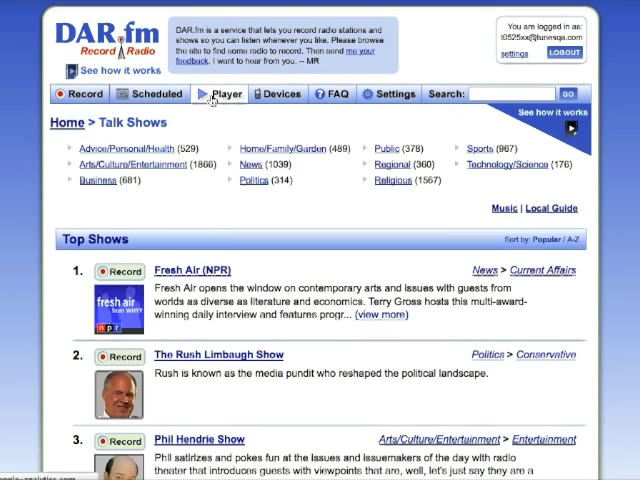 DAR.fm
Record Radio
See how it works
DAR.fm is a service that lets you record radio stations and
shows so you can listen whenever you like. Please browse
the site to find some radio to record. Then send me your
feedback. I want to hear from you. -- MR
You are logged in as:
t0525xx@tunesqa.com
settings LOGOUT
Record Scheduled Player Devices FAQ Settings Search: GO
See how it works
Home > Talk Shows
Advice/Personal/Health (529) Home/Family/Garden (489) Public (378) Sports (967)
Arts/Culture/Entertainment (1866) News (1039) Regional (360) Technology/Science (176)
Business (681) Politics (314) Religious (1567)
Music | Local Guide
Top Shows Sort by: Popular / A-Z
1. Record Fresh Air (NPR) News > Current Affairs
Fresh Air opens the window on contemporary arts and issues with guests from
worlds as diverse as literature and economics. Terry Gross hosts this multi-award-
winning daily interview and features progr... (view more)
fresh air
from WHYY
npr
2. Record The Rush Limbaugh Show Politics > Conservative
Rush is known as the media pundit who reshaped the political landscape.
3. Record Phil Hendrie Show Arts/Culture/Entertainment > Entertainment
Phil satirizes and pokes fun at the issues and issuemakers of the day with radio
theater that introduces guests with viewpoints that are, well, let's just say they are a